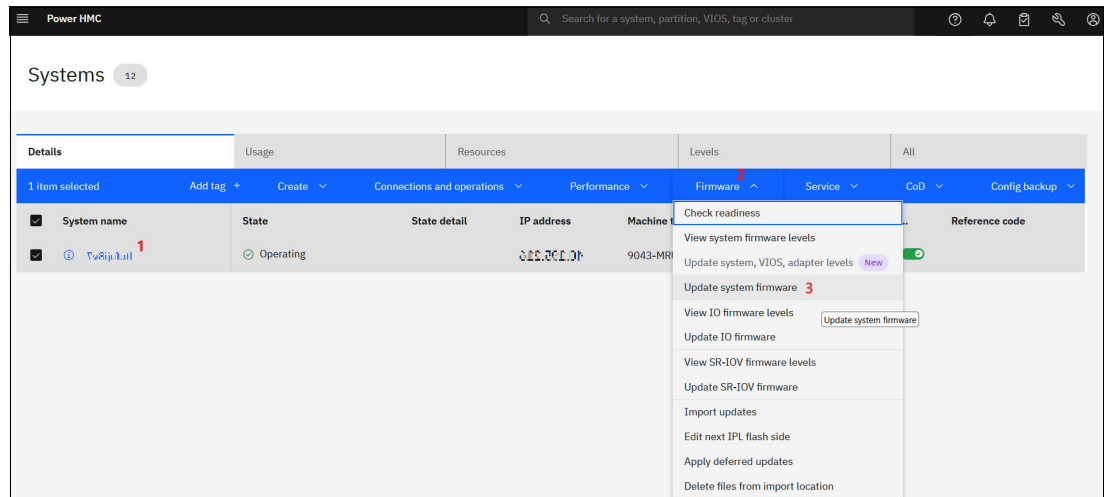 Power HMC
Search for a system, partition, VIOS, tag or cluster
Systems 12
Details Usage Resources Levels All
1 item selected Add tag + Create Connections and operations Performance Firmware 2 Service CoD Config backup
System name State State detail IP address Machine t .. Reference code
1 Operating 9043-MR
Check readiness
View system firmware levels
Update system, VIOS, adapter levels New
Update system firmware 3
View IO firmware levels
Update system firmware
Update IO firmware
View SR-IOV firmware levels
Update SR-IOV firmware
Import updates
Edit next IPL flash side
Apply deferred updates
Delete files from import location